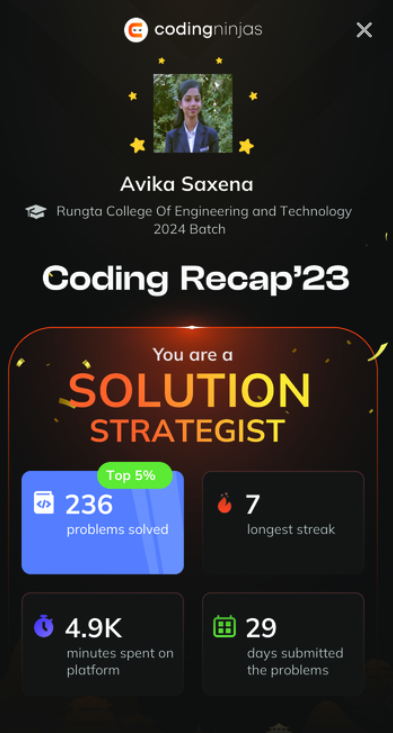 codingninjas
Avika Saxena
Rungta College Of Engineering and Technology
2024 Batch
Coding Recap'23
You are a
SOLUTION
STRATEGIST
Top 5%
236
problems solved
7
longest streak
4.9K
minutes spent on
platform
29
days submitted
the problems